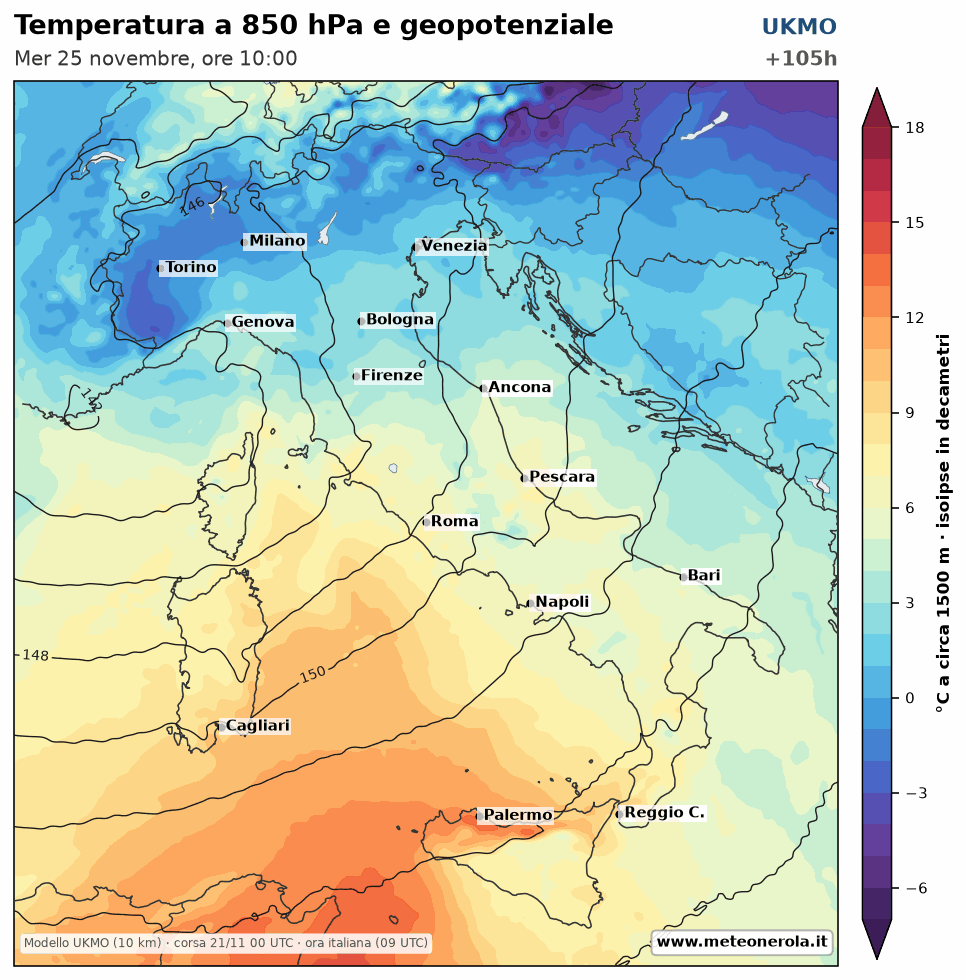 Temperatura a 850 hPa e geopotenziale
UKMO
Mer 25 novembre, ore 10:00
+105h
146
Milano
Venezia
Torino
Genova
Bologna
Firenze
Ancona
Pescara
Roma
Bari
Napoli
148
150
Cagliari
Palermo
Reggio C.
18
15
12
9
6
3
0
−3
−6
°C a circa 1500 m · isoipse in decametri
Modello UKMO (10 km) · corsa 21/11 00 UTC · ora italiana (09 UTC)
www.meteonerola.it